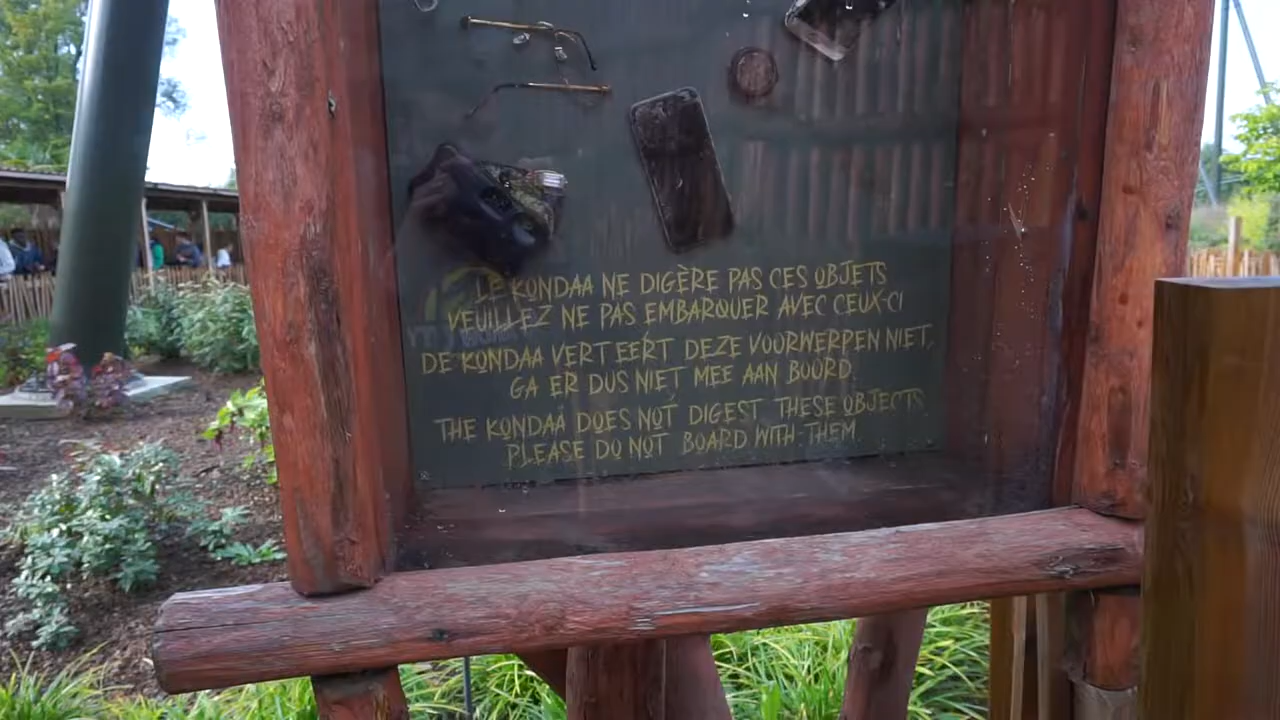 LE KONDAA NE DIGÈRE PAS CES OBJETS
VEUILLEZ NE PAS EMBARQUER AVEC CEUX-CI
DE KONDAA VERTEERT DEZE VOORWERPEN NIET,
GA ER DUS NIET MEE AAN BOORD.
THE KONDAA DOES NOT DIGEST THESE OBJECTS
PLEASE DO NOT BOARD WITH THEM.